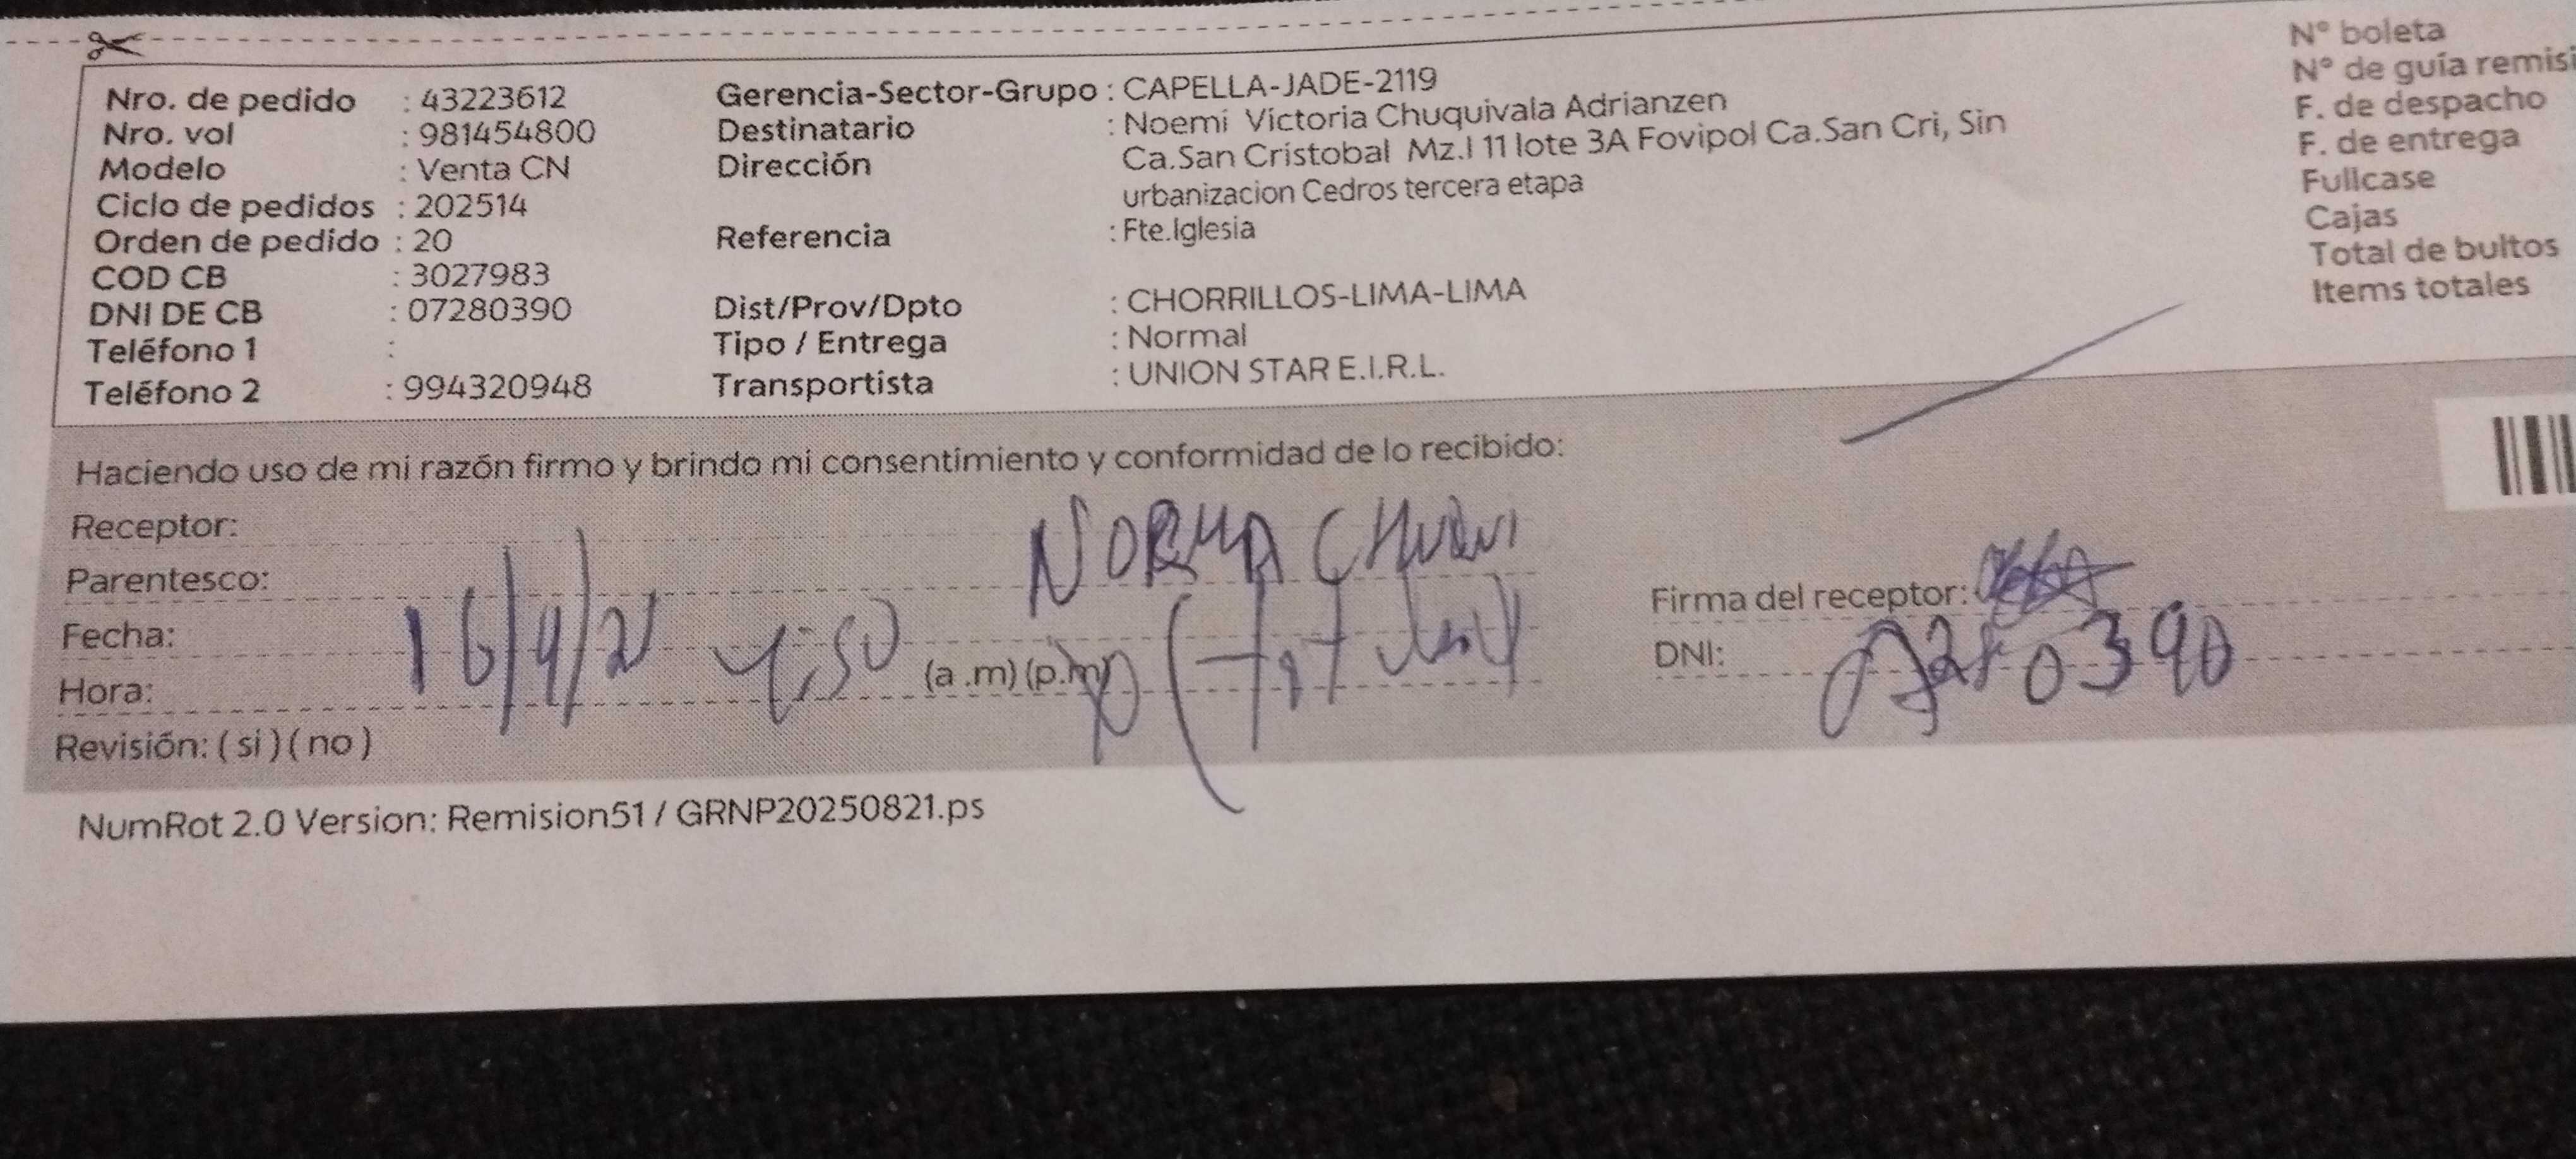 Nro. de pedido : 43223612
Nro. vol : 981454800
Modelo : Venta CN
Ciclo de pedidos : 202514
Orden de pedido : 20
COD CB : 3027983
DNI DE CB : 07280390
Teléfono 1 :
Teléfono 2 : 994320948
Gerencia-Sector-Grupo : CAPELLA-JADE-2119
Destinatario : Noemi Victoria Chuquivala Adrianzen
Dirección Ca.San Cristobal Mz.I 11 lote 3A Fovipol Ca.San Cri, Sin
urbanizacion Cedros tercera etapa
Referencia : Fte.Iglesia
Dist/Prov/Dpto : CHORRILLOS-LIMA-LIMA
Tipo / Entrega : Normal
Transportista : UNION STAR E.I.R.L.
N° boleta
N° de guía remisi
F. de despacho
F. de entrega
Fullcase
Cajas
Total de bultos
Items totales
Haciendo uso de mi razón firmo y brindo mi consentimiento y conformidad de lo recibido:
Receptor:
NORMA
Parentesco:
Fecha:
Hora: (a .m) (p.m)
Revisión: ( si ) ( no )
Firma del receptor:
DNI: 07280390
NumRot 2.0 Version: Remision51 / GRNP20250821.ps